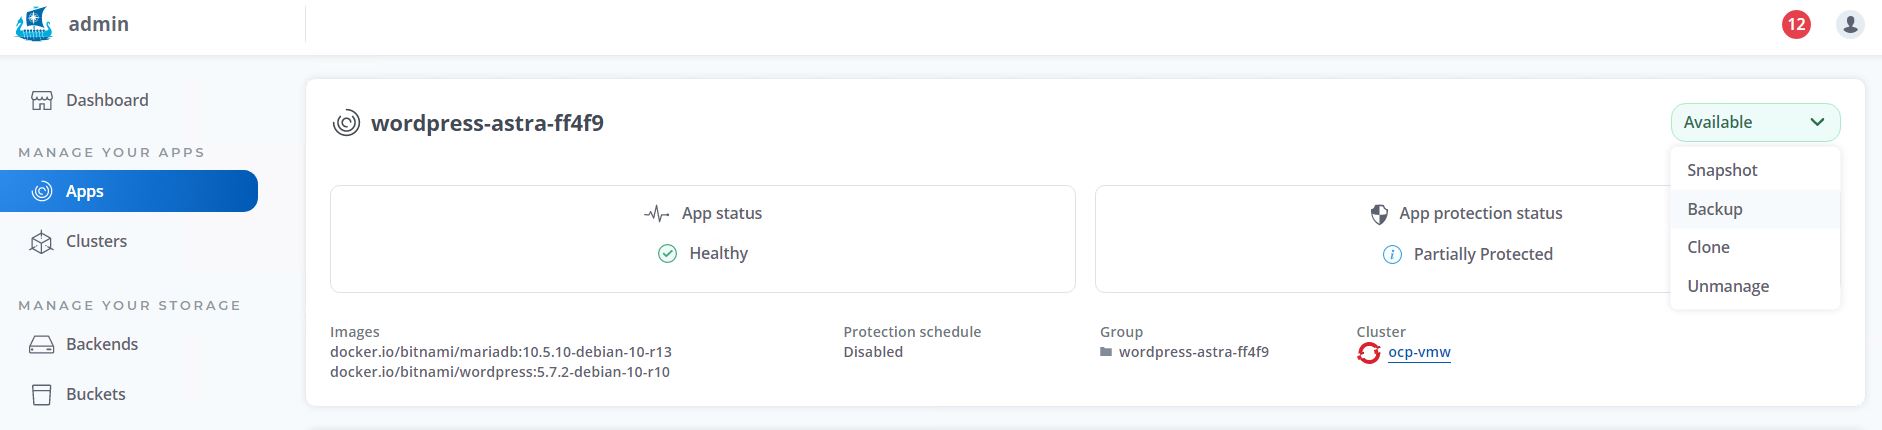 admin
12
Dashboard
MANAGE YOUR APPS
Apps
Clusters
MANAGE YOUR STORAGE
Backends
Buckets
wordpress-astra-ff4f9
Available
Snapshot
Backup
Clone
Unmanage
App status
Healthy
App protection status
Partially Protected
Images
docker.io/bitnami/mariadb:10.5.10-debian-10-r13
docker.io/bitnami/wordpress:5.7.2-debian-10-r10
Protection schedule
Disabled
Group
wordpress-astra-ff4f9
Cluster
ocp-vmw